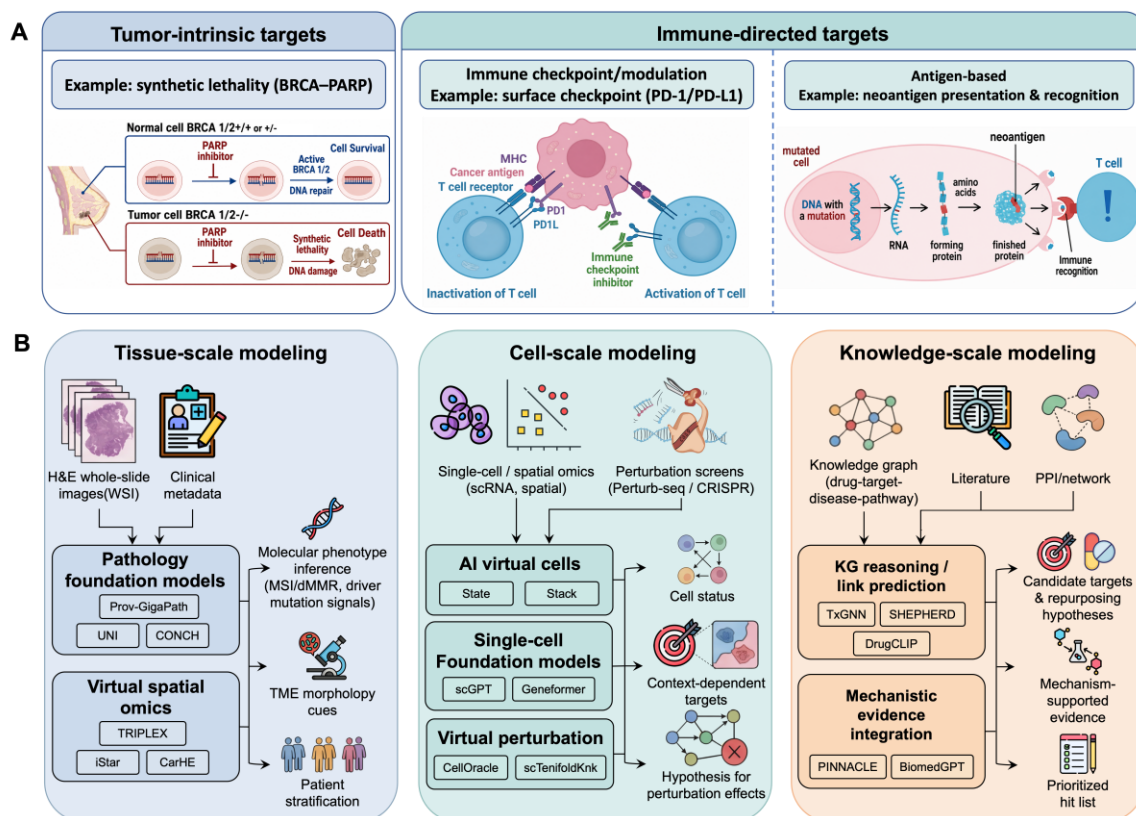 A
Tumor-intrinsic targets
Example: synthetic lethality (BRCA–PARP)
Normal cell BRCA 1/2+/+ or +/-
PARP
inhibitor
Active
BRCA 1/2
DNA repair
Cell Survival
Tumor cell BRCA 1/2-/-
PARP
inhibitor
Synthetic
lethality
DNA damage
Cell Death
Immune-directed targets
Immune checkpoint/modulation
Example: surface checkpoint (PD-1/PD-L1)
MHC
Cancer antigen
T cell receptor
PD1
PD1L
Immune
checkpoint
inhibitor
Inactivation of T cell
Activation of T cell
Antigen-based
Example: neoantigen presentation & recognition
neoantigen
mutated
cell
T cell
DNA with
a mutation
amino
acids
!
RNA
forming
protein
finished
protein
Immune
recognition
B
Tissue-scale modeling
H&E whole-slide
images(WSI)
Clinical
metadata
Pathology
foundation models
Prov-GigaPath
UNI
CONCH
Virtual spatial
omics
TRIPLEX
iStar
CarHE
Molecular phenotype
inference
(MSI/dMMR, driver
mutation signals)
TME morpholopy
cues
Patient
stratification
Cell-scale modeling
Single-cell / spatial omics
(scRNA, spatial)
Perturbation screens
(Perturb-seq / CRISPR)
AI virtual cells
State
Stack
Single-cell
Foundation models
scGPT
Geneformer
Virtual perturbation
CellOracle
scTenifoldKnk
Cell status
Context-dependent
targets
Hypothesis for
perturbation effects
Knowledge-scale modeling
Knowledge graph
(drug-target-
disease-pathway)
Literature
PPI/network
KG reasoning /
link prediction
TxGNN
SHEPHERD
DrugCLIP
Mechanistic
evidence
integration
PINNACLE
BiomedGPT
Candidate targets
& repurposing
hypotheses
Mechanism-
supported
evidence
Prioritized
hit list